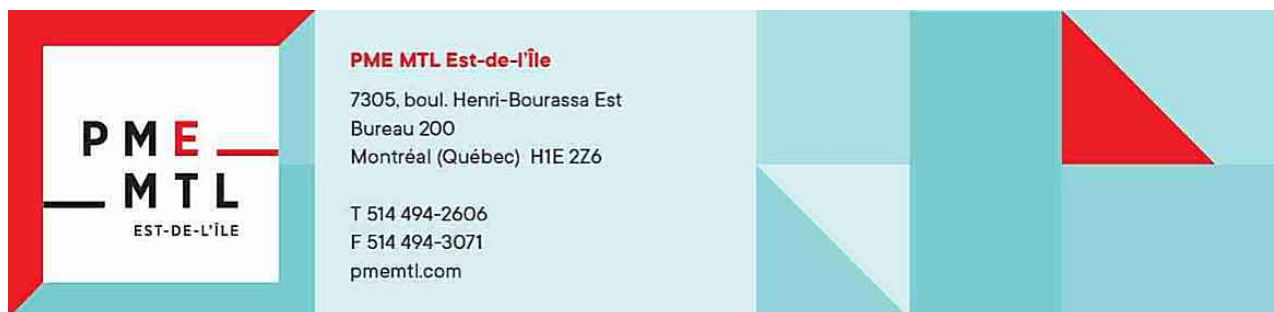 PME
MTL
EST-DE-L'ÎLE
PME MTL Est-de-l'Île
7305, boul. Henri-Bourassa Est
Bureau 200
Montréal (Québec)  H1E 2Z6
T 514 494-2606
F 514 494-3071
pmemtl.com